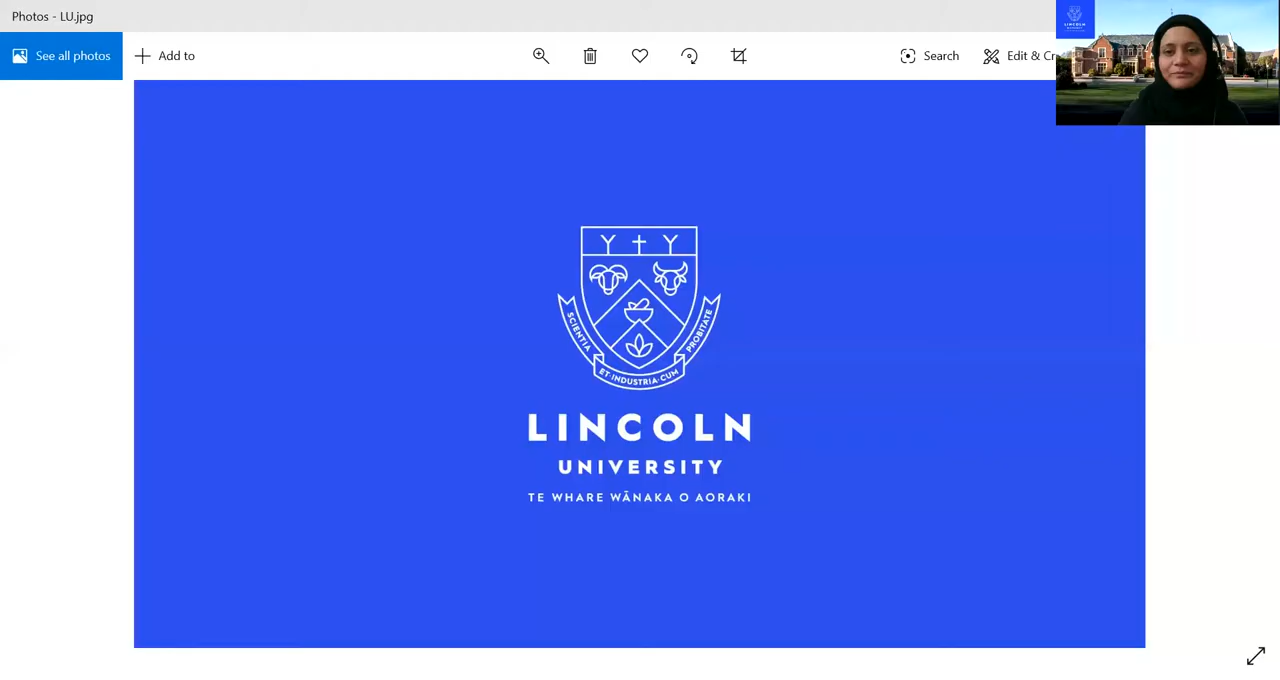 Photos - LU.jpg
See all photos
Add to
Search
Edit & Cr
SCIENTIA
ET·INDUSTRIA·CUM
PROBITATE
LINCOLN
UNIVERSITY
TE WHARE WĀNAKA O AORAKI
LINCOLN